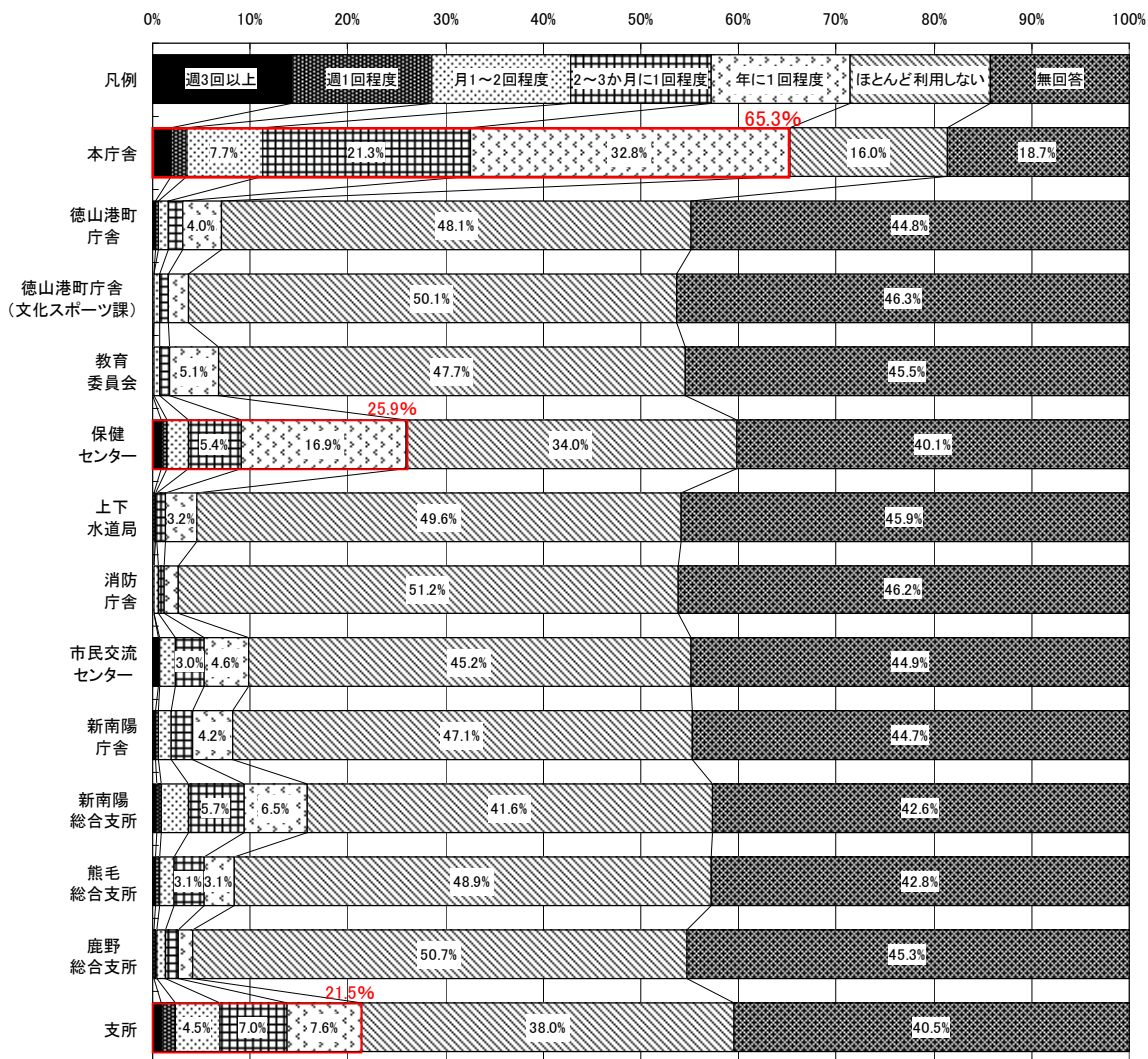 0% 10% 20% 30% 40% 50% 60% 70% 80% 90% 100%
凡例 週3回以上 週1回程度 月1～2回程度 2～3か月に1回程度 年に1回程度 ほとんど利用しない 無回答
65.3%
本庁舎 7.7% 21.3% 32.8% 16.0% 18.7%
徳山港町
庁舎
4.0% 48.1% 44.8%
徳山港町庁舎
（文化スポーツ課）
50.1% 46.3%
教育
委員会
5.1% 47.7% 45.5%
25.9%
保健
センター
5.4% 16.9% 34.0% 40.1%
上下
水道局
3.2% 49.6% 45.9%
消防
庁舎
51.2% 46.2%
市民交流
センター
3.0% 4.6% 45.2% 44.9%
新南陽
庁舎
4.2% 47.1% 44.7%
新南陽
総合支所
5.7% 6.5% 41.6% 42.6%
熊毛
総合支所
3.1% 3.1% 48.9% 42.8%
鹿野
総合支所
50.7% 45.3%
21.5%
支所 4.5% 7.0% 7.6% 38.0% 40.5%